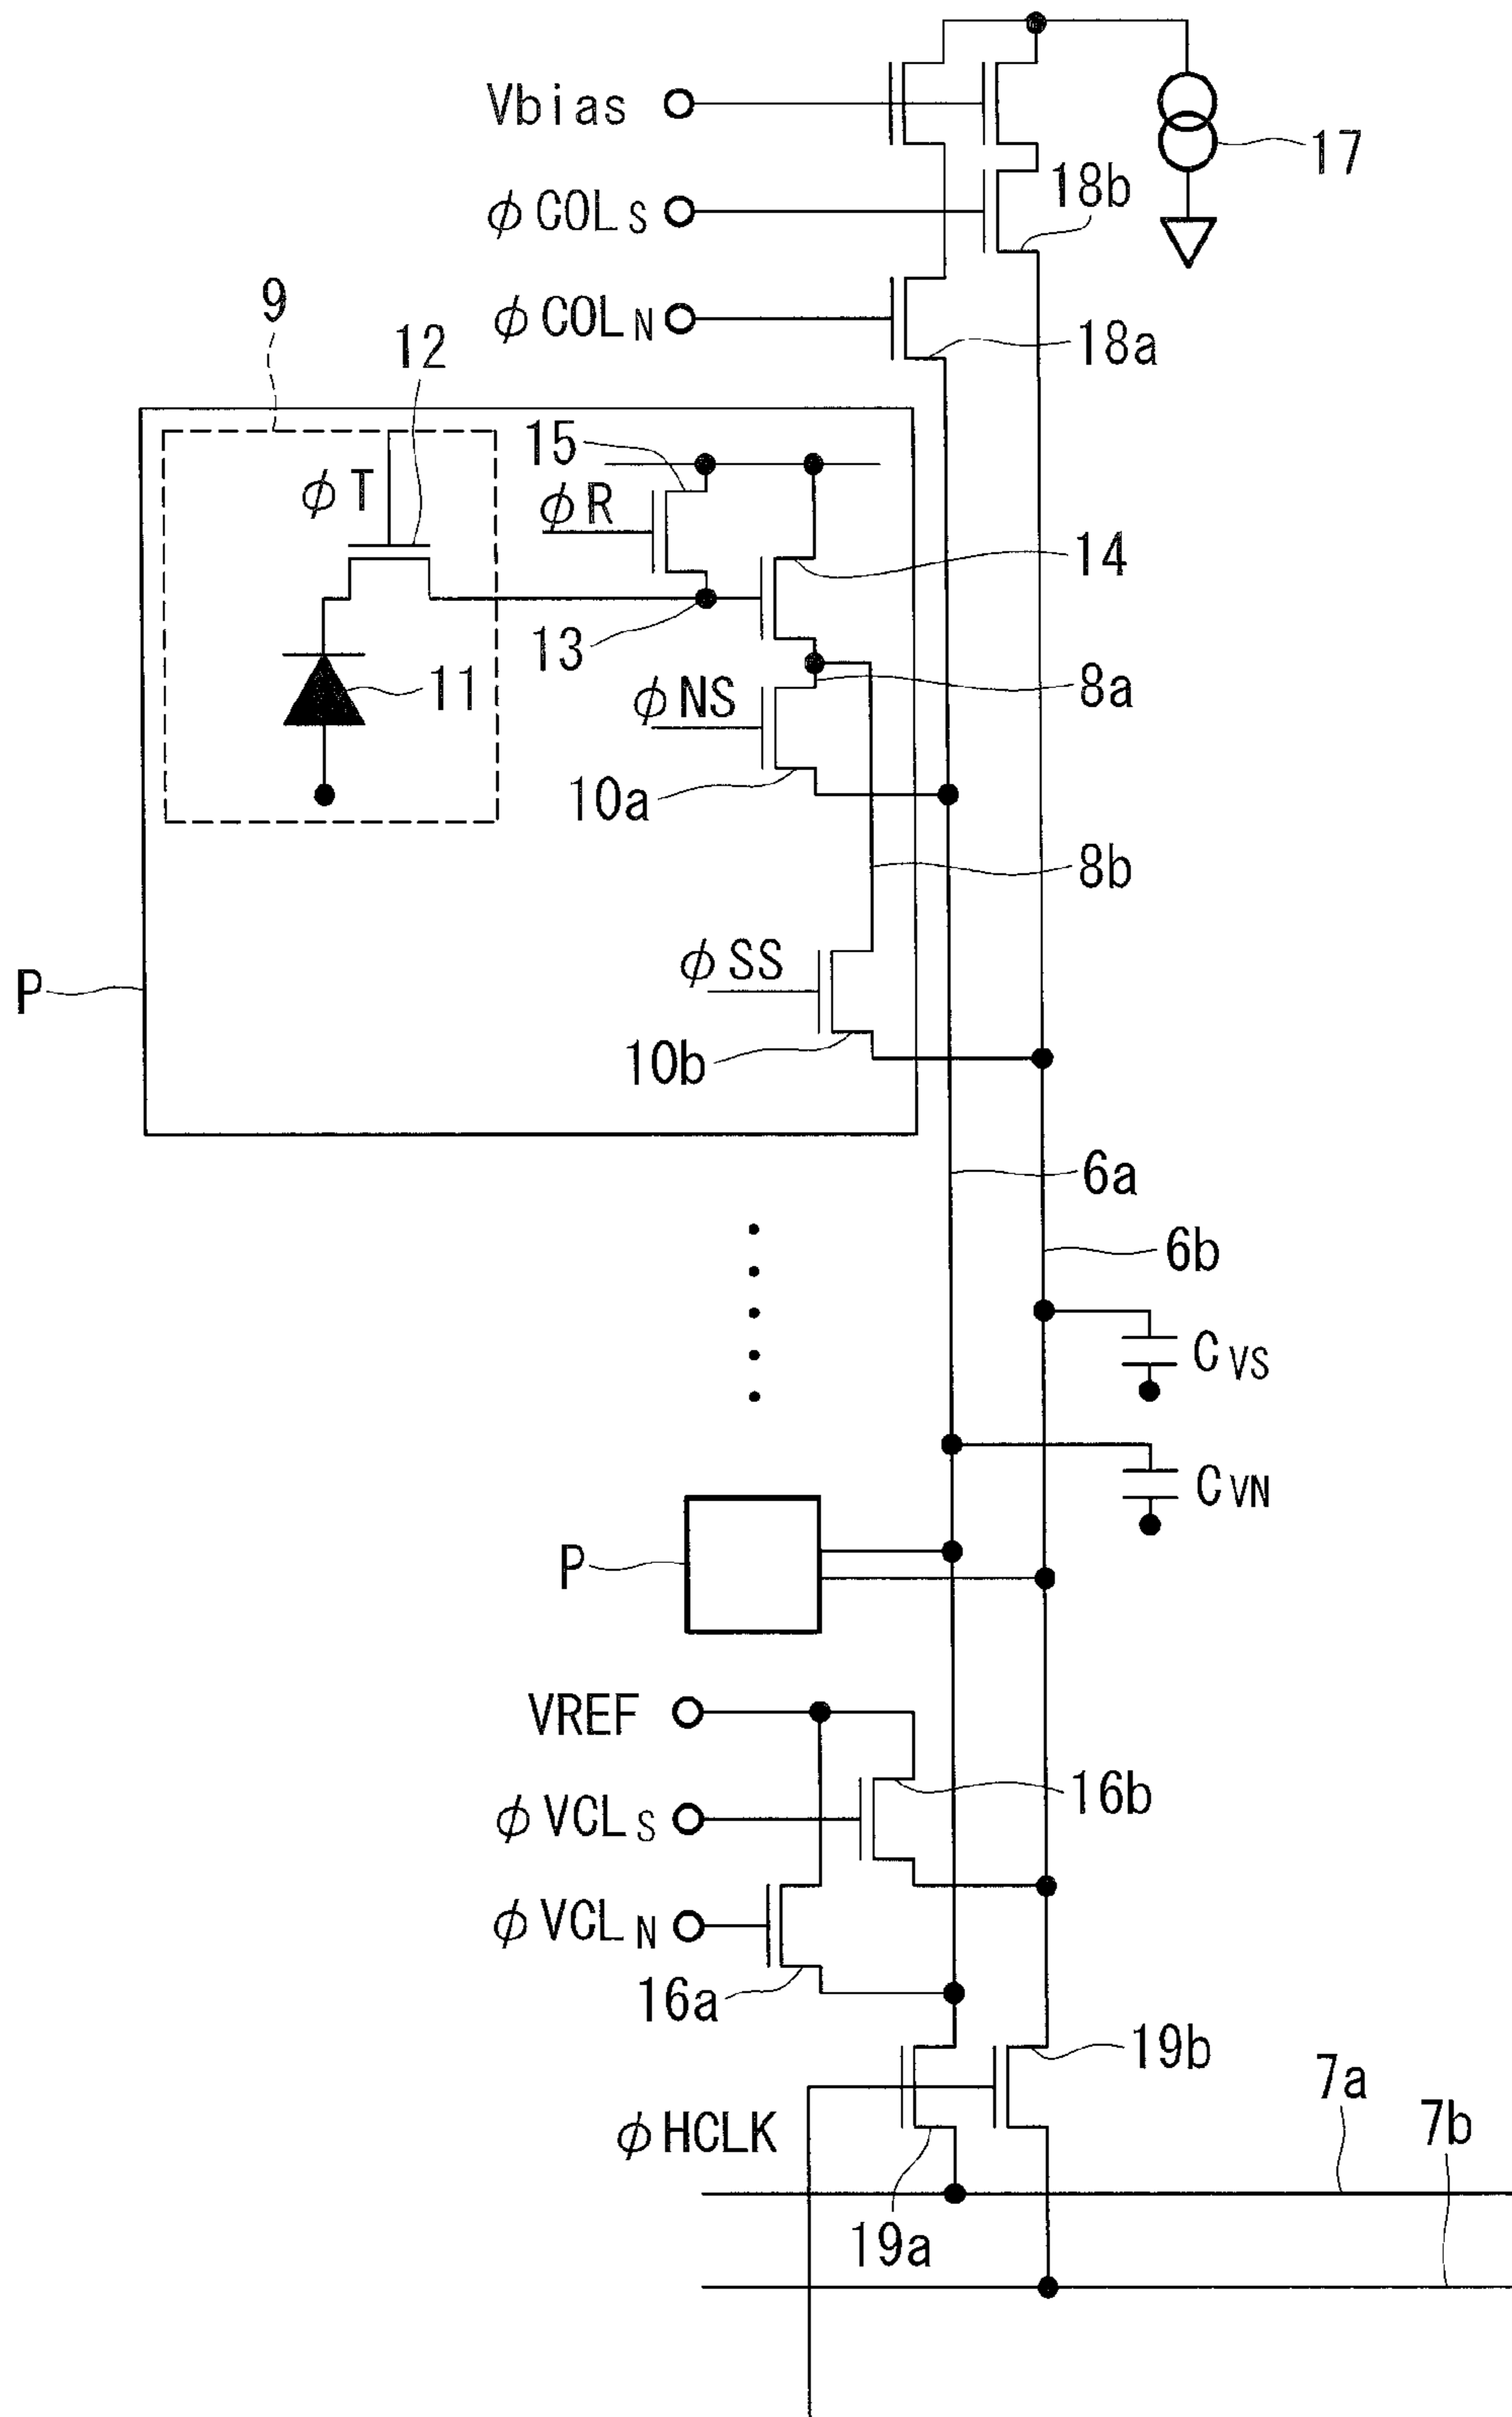 Vbias
17
18b
φCOLS
9
φCOLN
12
18a
15
φT
φR
14
13
11
8a
φNS
10a
8b
φSS
P
10b
6a
6b
CVS
CVN
P
VREF
16b
φVCLS
φVCLN
16a
19b
7a
φHCLK
7b
19a